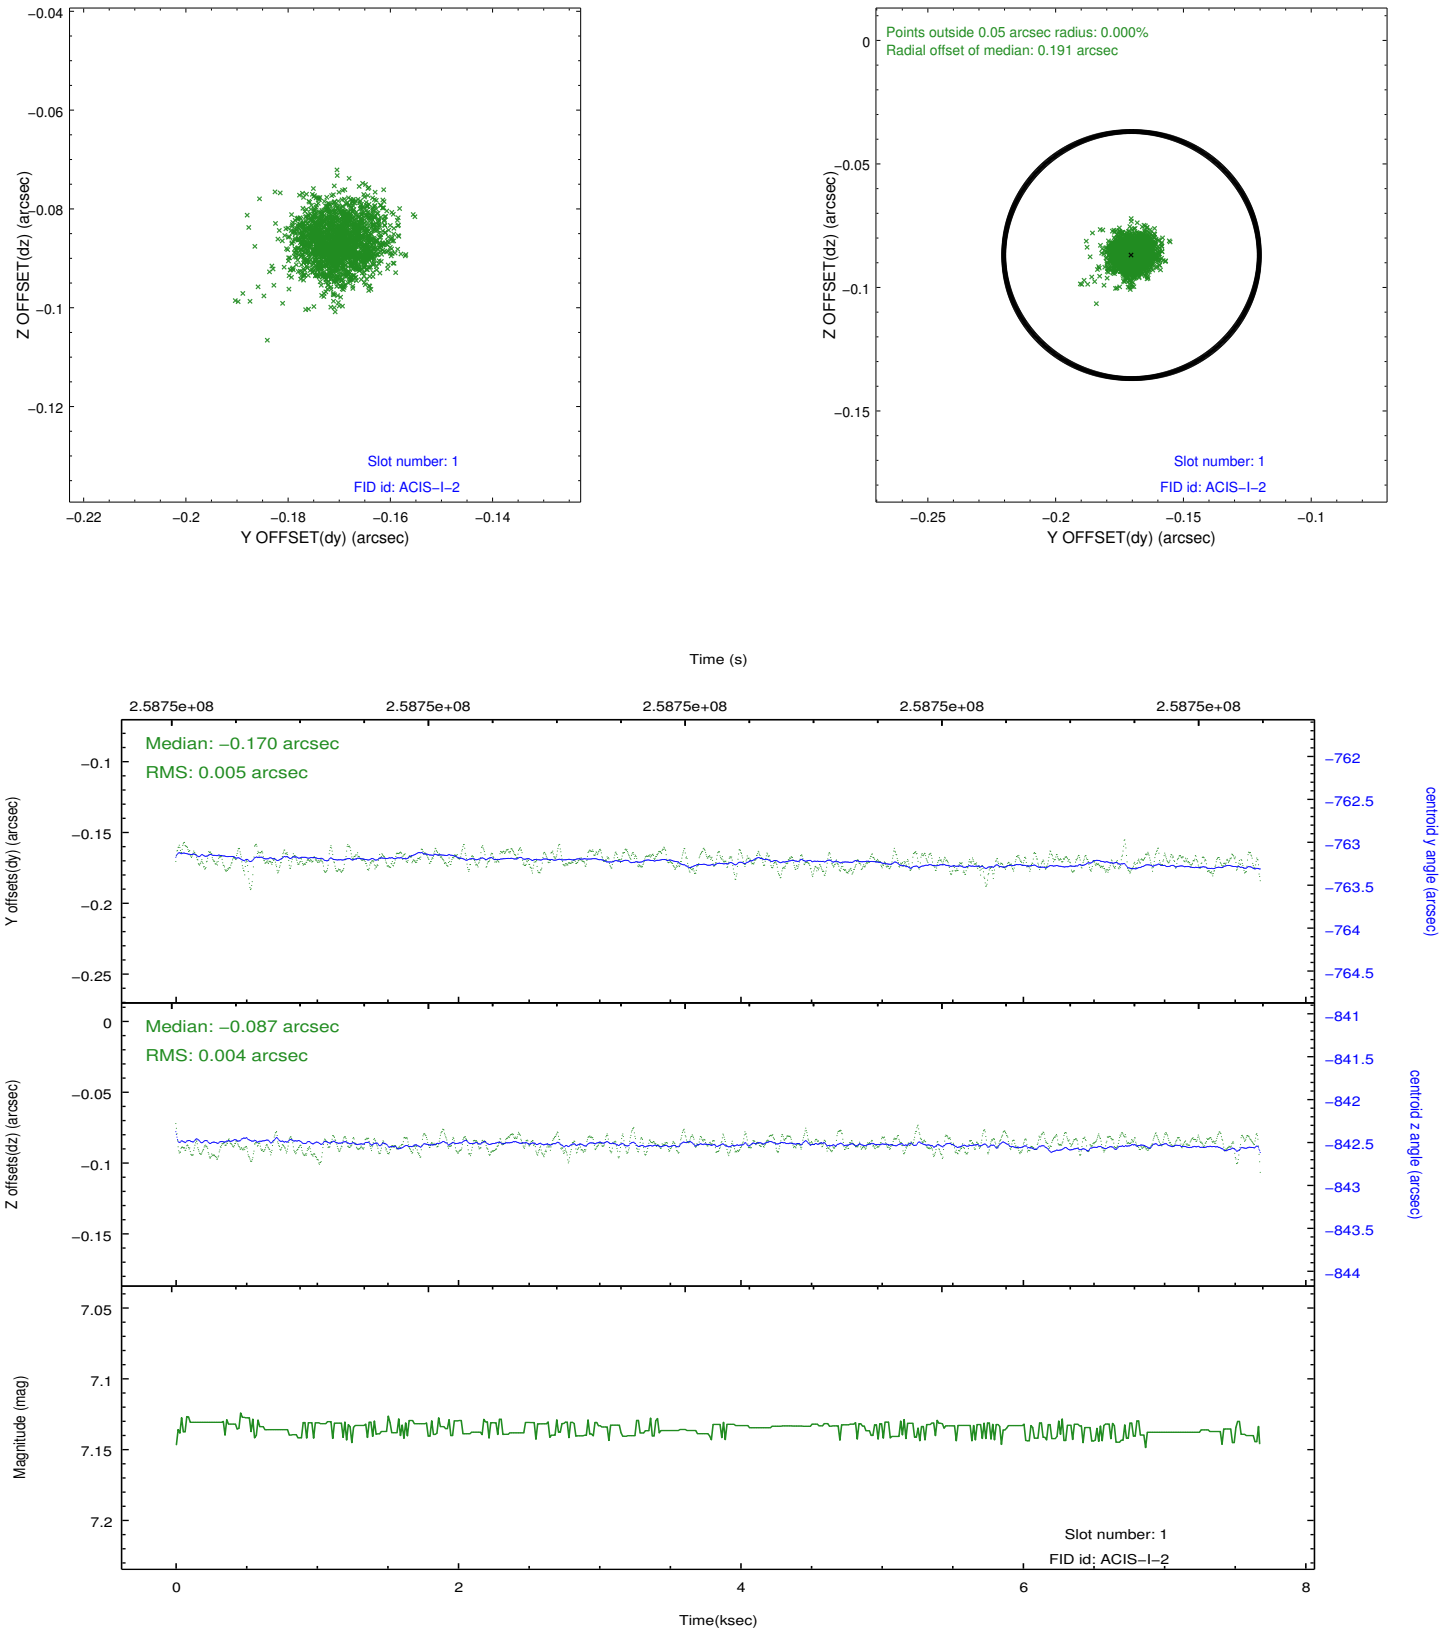 −0.04
−0.06
−0.08
−0.1
−0.12
Z OFFSET(dz) (arcsec)
Slot number: 1
FID id: ACIS−I−2
−0.22
−0.2
−0.18
−0.16
−0.14
Y OFFSET(dy) (arcsec)
Points outside 0.05 arcsec radius: 0.000%
Radial offset of median: 0.191 arcsec
0
−0.05
−0.1
−0.15
Z OFFSET(dz) (arcsec)
Slot number: 1
FID id: ACIS−I−2
−0.25
−0.2
−0.15
−0.1
Y OFFSET(dy) (arcsec)
Time (s)
2.5875e+08
2.5875e+08
2.5875e+08
2.5875e+08
2.5875e+08
Median: −0.170 arcsec
RMS: 0.005 arcsec
−0.1
−0.15
−0.2
−0.25
Y offsets(dy) (arcsec)
−762
−762.5
−763
−763.5
−764
−764.5
centroid y angle (arcsec)
Median: −0.087 arcsec
RMS: 0.004 arcsec
0
−0.05
−0.1
−0.15
Z offsets(dz) (arcsec)
−841
−841.5
−842
−842.5
−843
−843.5
−844
centroid z angle (arcsec)
7.05
7.1
7.15
7.2
Magnitude (mag)
Slot number: 1
FID id: ACIS−I−2
0
2
4
6
8
Time(ksec)